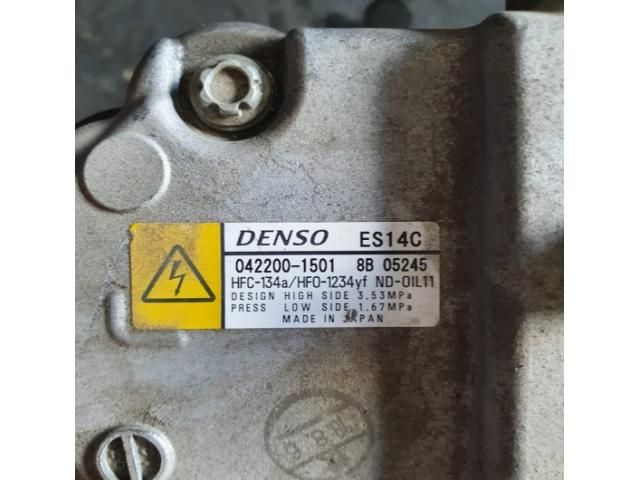 DENSO ES14C
042200-1501 8B 05245
HFC-134a/HFO-1234yf ND-OIL11
DESIGN HIGH SIDE 3.53MPa
PRESS LOW SIDE 1.67MPa
MADE IN JAPAN